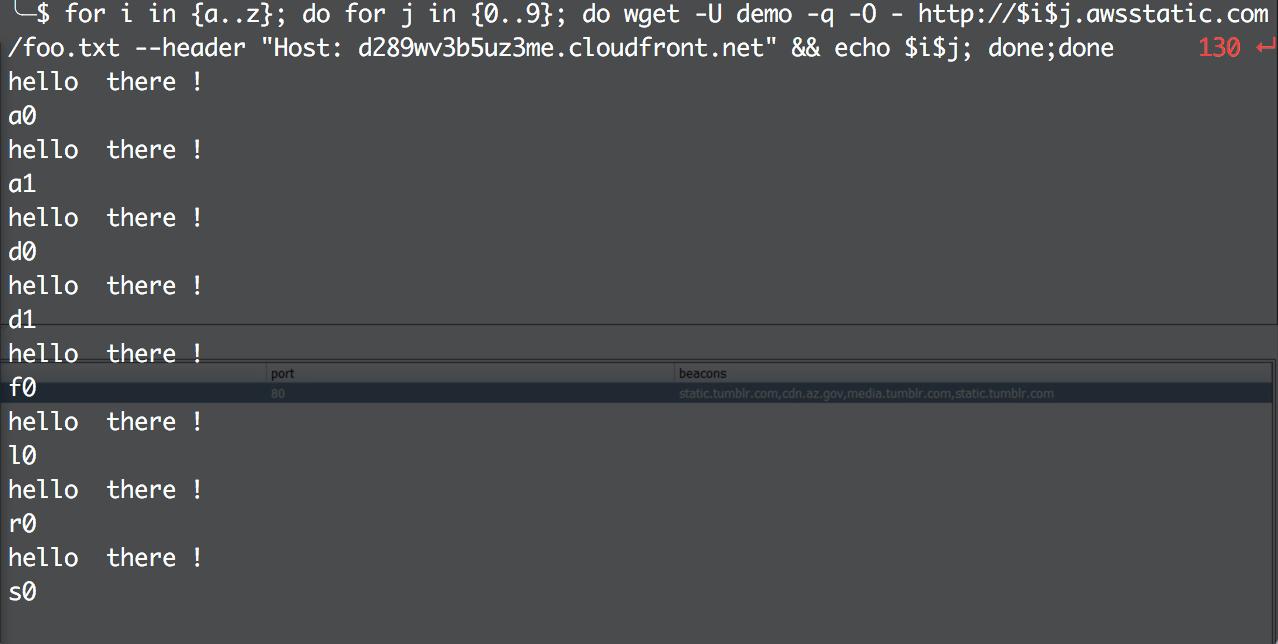 └─$ for i in {a..z}; do for j in {0..9}; do wget -U demo -q -O - http://$i$j.awsstatic.com
/foo.txt --header "Host: d289wv3b5uz3me.cloudfront.net" && echo $i$j; done;done 130 ↵
hello  there !
a0
hello  there !
a1
hello  there !
d0
hello  there !
d1
hello  there !
port beacons
f0
80 static.tumblr.com,cdn.az.gov,media.tumblr.com,static.tumblr.com
hello  there !
l0
hello  there !
r0
hello  there !
s0